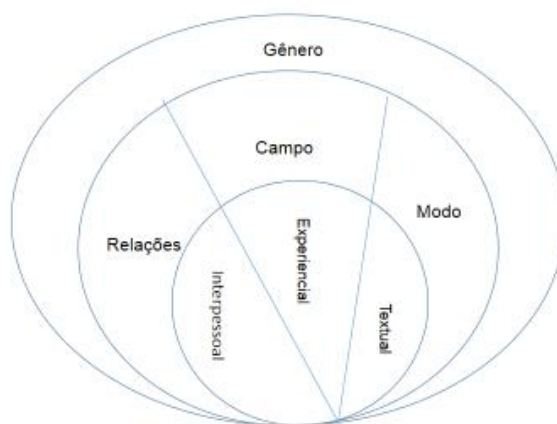 Gênero
Campo
Relações
Modo
Interpessoal
Experiencial
Textual